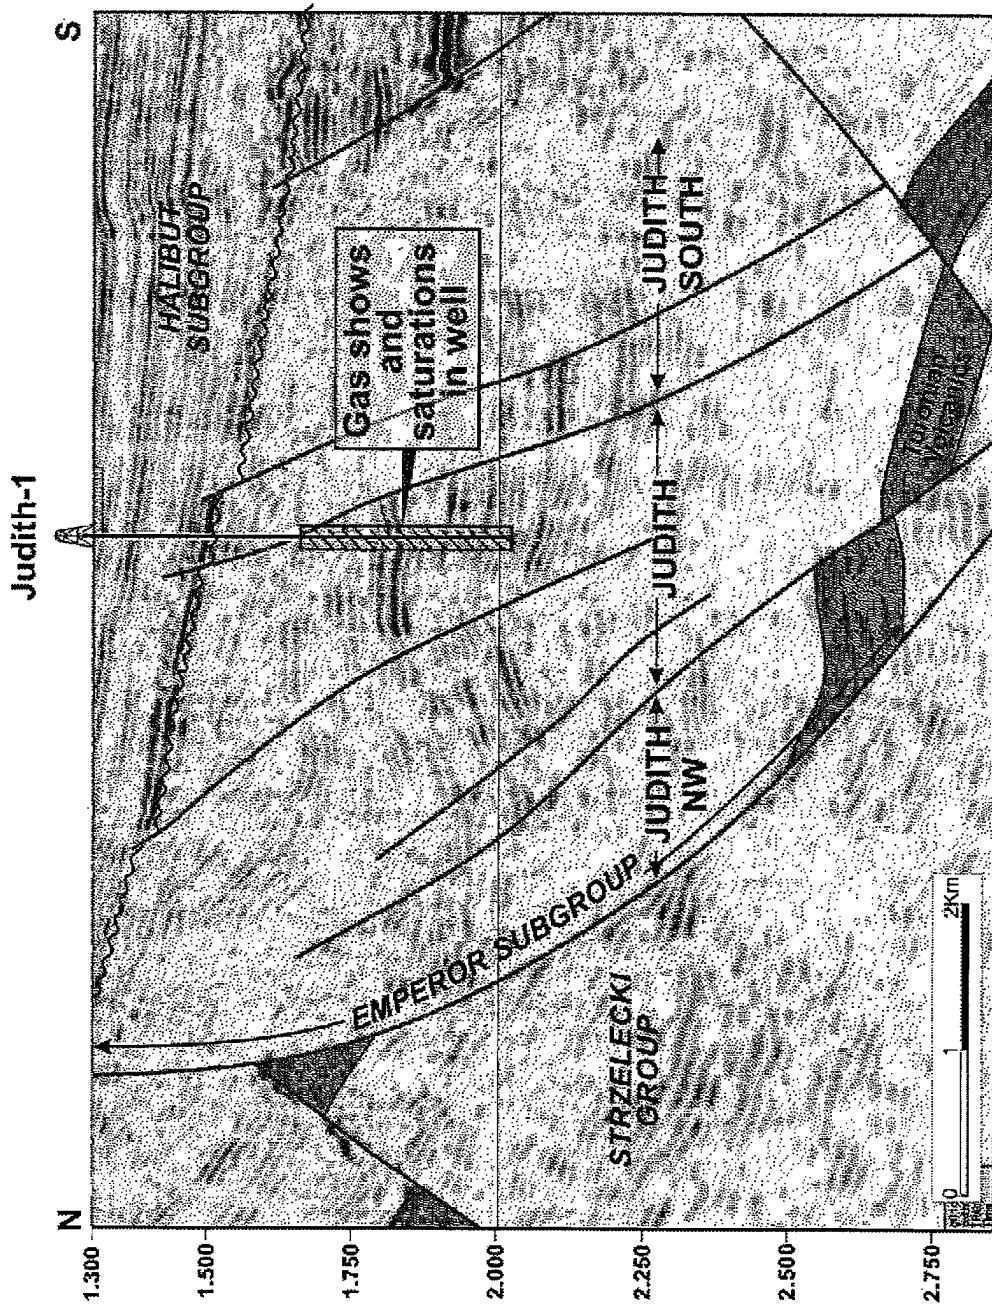 Judith-1
N
S
1.300
1.500
1.750
2.000
2.250
2.500
2.750
HALIBUT
SUBGROUP
Gas shows
and
saturations
in well
EMPEROR SUBGROUP
JUDITH
NW
JUDITH
JUDITH
SOUTH
STRZELECKI
GROUP
Turonian
Volcanics
0
1
2Km